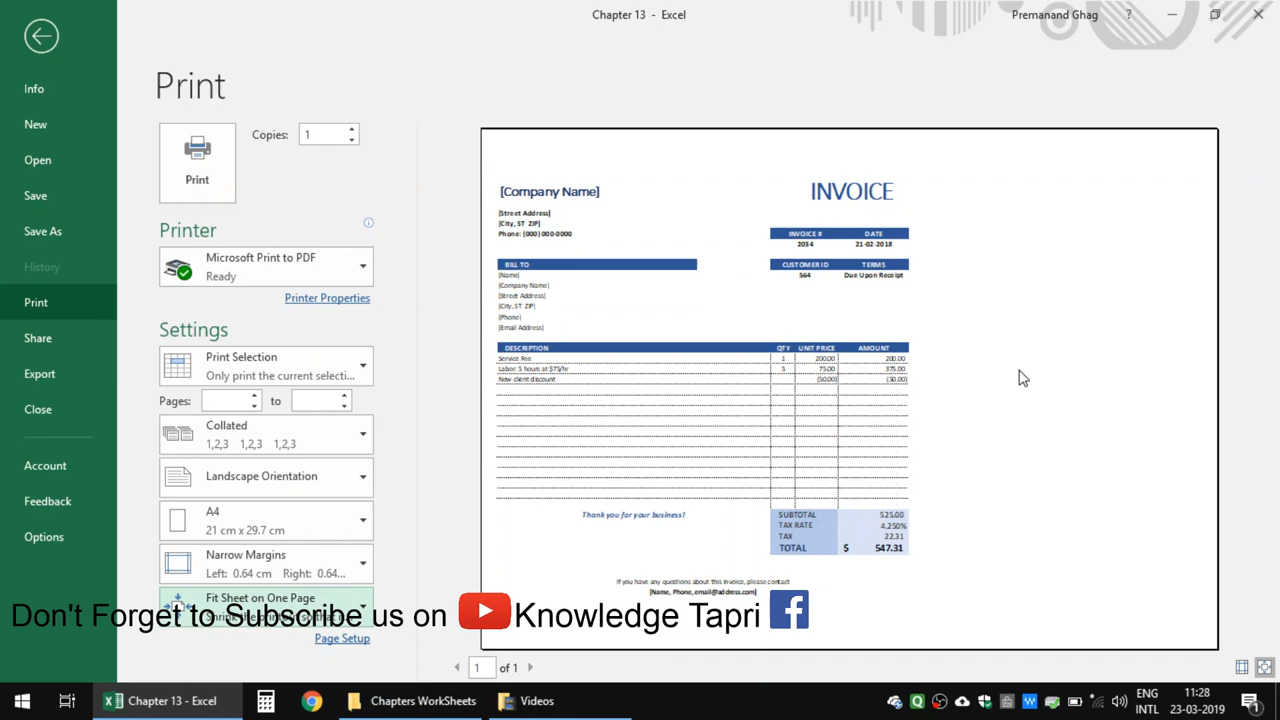 Chapter 13 - Excel
Premanand Ghag
?
Info
New
Open
Save
Save As
History
Print
Share
Export
Close
Account
Feedback
Options
Print
Print
Copies: 1
Printer
Microsoft Print to PDF
Ready
Printer Properties
Settings
Print Selection
Only print the current selecti...
Pages: to
Collated
1,2,3 1,2,3 1,2,3
Landscape Orientation
A4
21 cm x 29.7 cm
Narrow Margins
Left: 0.64 cm Right: 0.64...
Fit Sheet on One Page
Page Setup
[Company Name] INVOICE
[Street Address]
[City, ST ZIP]
Phone: (000) 000-0000
INVOICE # DATE
2034 21-02-2018
BILL TO CUSTOMER ID TERMS
[Name] 564 Due Upon Receipt
[Company Name]
[Street Address]
[City, ST ZIP]
[Phone]
[Email Address]
DESCRIPTION QTY UNIT PRICE AMOUNT
Service Fee 1 200.00 200.00
Labor: 5 hours at $75/hr 5 75.00 375.00
New client discount (50.00) (50.00)
Thank you for your business!
SUBTOTAL 525.00
TAX RATE 4.250%
TAX 22.31
TOTAL $ 547.31
If you have any questions about this invoice, please contact
[Name, Phone, email@address.com]
Don't Forget to Subscribe us on Knowledge Tapri
1 of 1
Chapter 13 - Excel
Chapters WorkSheets
Videos
ENG
INTL
11:28
23-03-2019
1